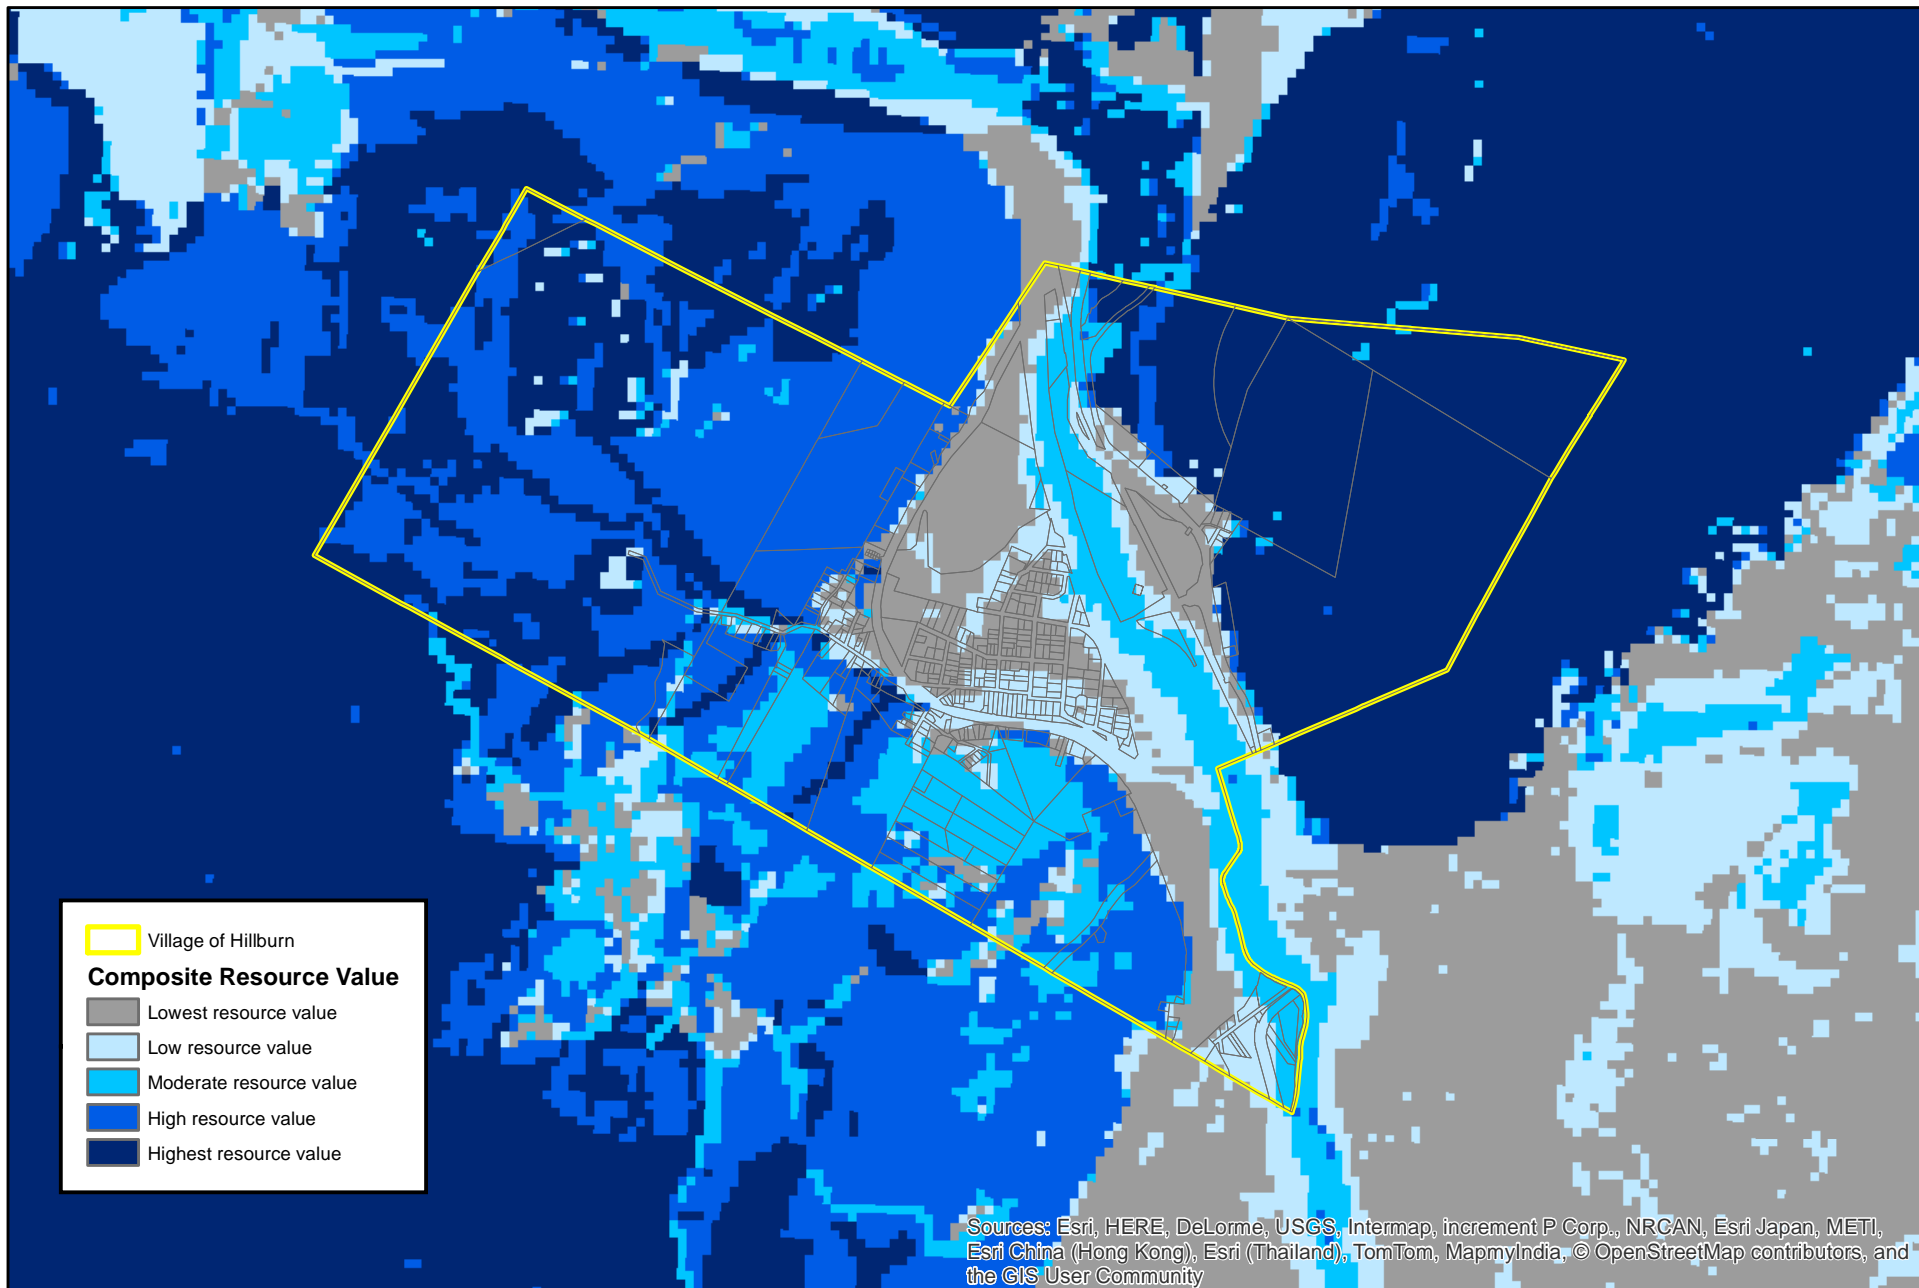 Village of Hillburn
Composite Resource Value
Lowest resource value
Low resource value
Moderate resource value
High resource value
Highest resource value
Sources: Esri, HERE, DeLorme, USGS, Intermap, increment P Corp., NRCAN, Esri Japan, METI,
Esri China (Hong Kong), Esri (Thailand), TomTom, MapmyIndia, © OpenStreetMap contributors, and
the GIS User Community